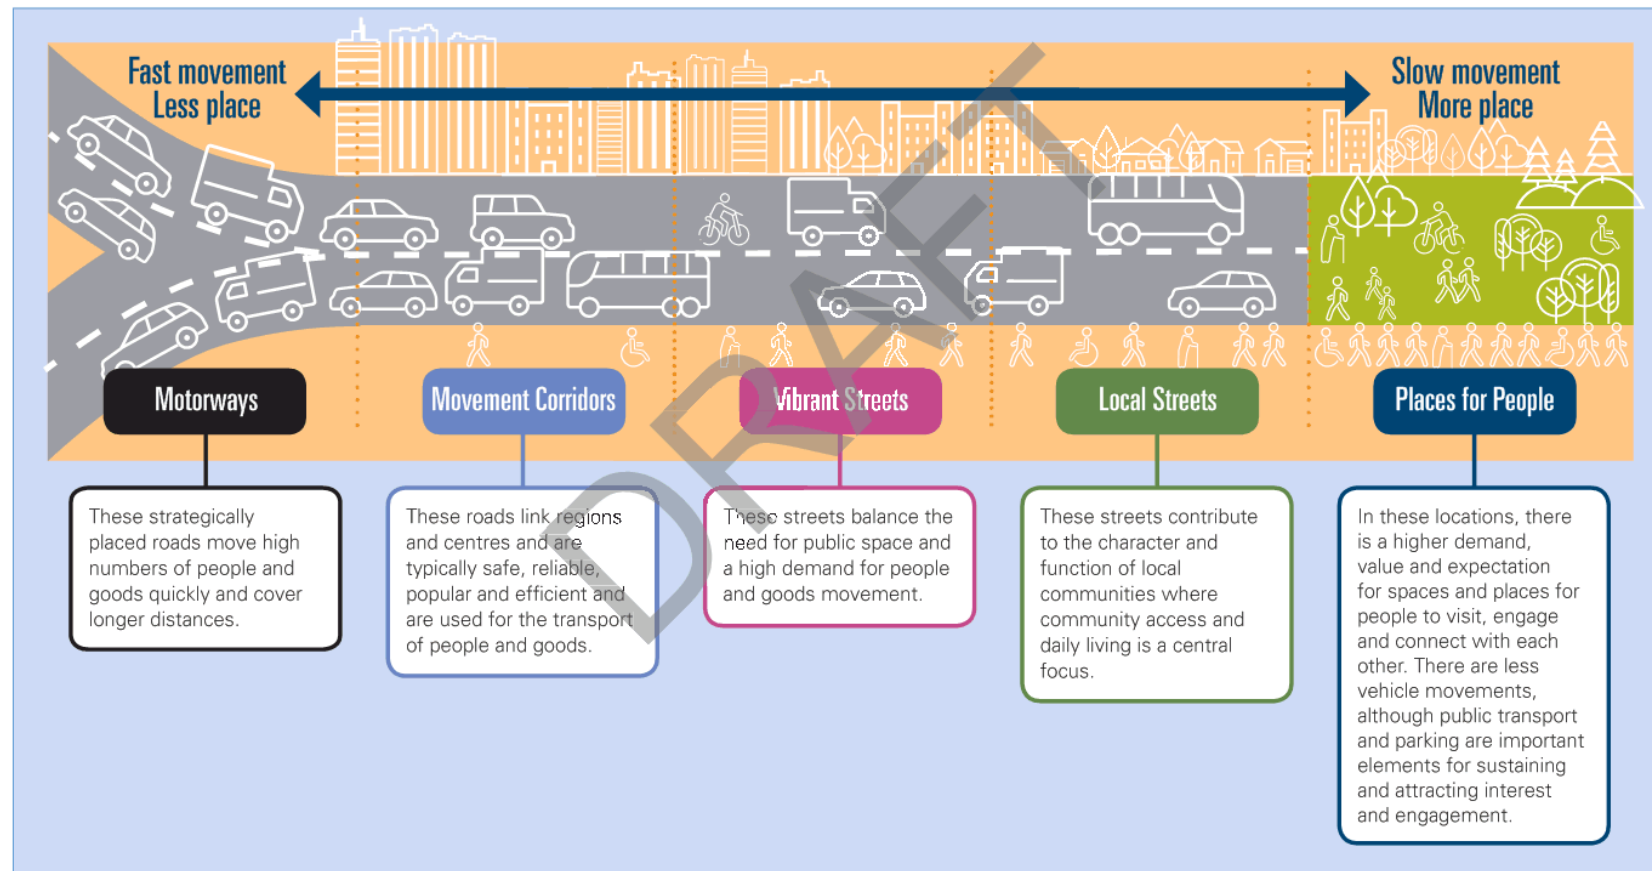 Fast movement
Less place
Slow movement
More place
DRAFT
Motorways
Movement Corridors
Vibrant Streets
Local Streets
Places for People
These strategically
placed roads move high
numbers of people and
goods quickly and cover
longer distances.
These roads link regions
and centres and are
typically safe, reliable,
popular and efficient and
are used for the transport
of people and goods.
These streets balance the
need for public space and
a high demand for people
and goods movement.
These streets contribute
to the character and
function of local
communities where
community access and
daily living is a central
focus.
In these locations, there
is a higher demand,
value and expectation
for spaces and places for
people to visit, engage
and connect with each
other. There are less
vehicle movements,
although public transport
and parking are important
elements for sustaining
and attracting interest
and engagement.